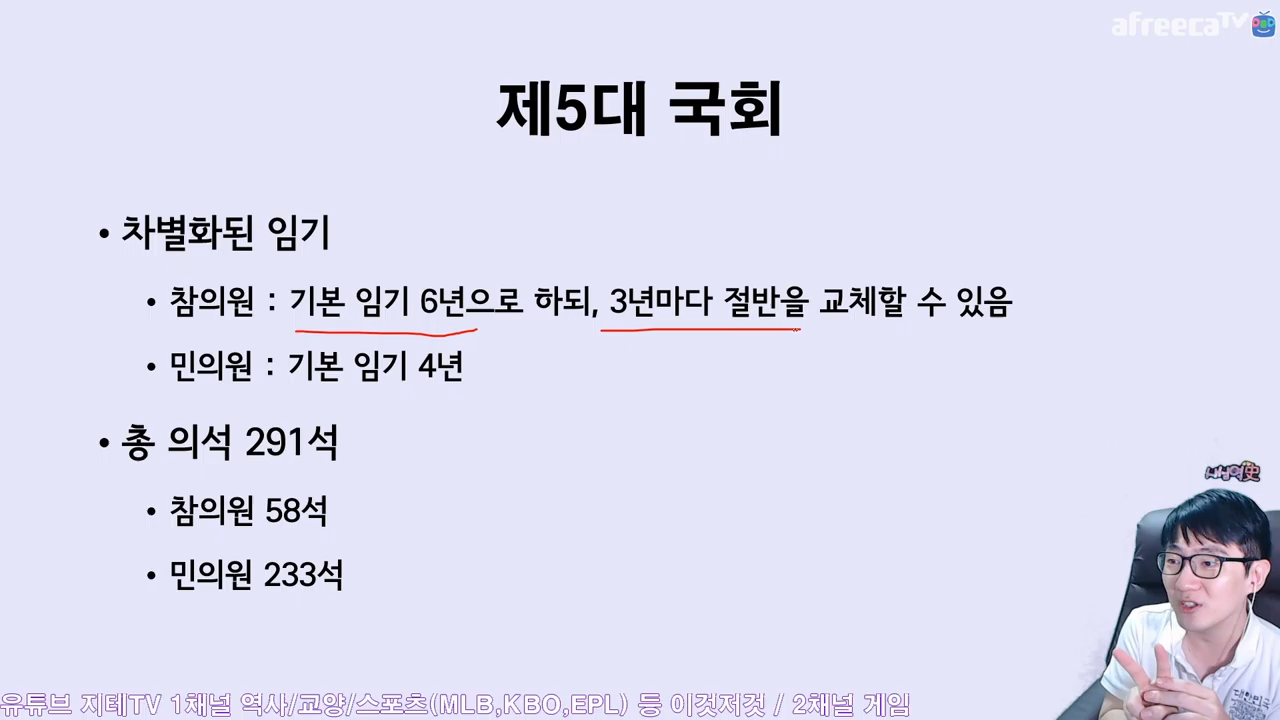 afreecaTV
제5대 국회
• 차별화된 임기
• 참의원 : 기본 임기 6년으로 하되, 3년마다 절반을 교체할 수 있음
• 민의원 : 기본 임기 4년
• 총 의석 291석
• 참의원 58석
• 민의원 233석
대한민국
유튜브 지테TV 1채널 역사/교양/스포츠(MLB,KBO,EPL) 등 이것저것 / 2채널 게임